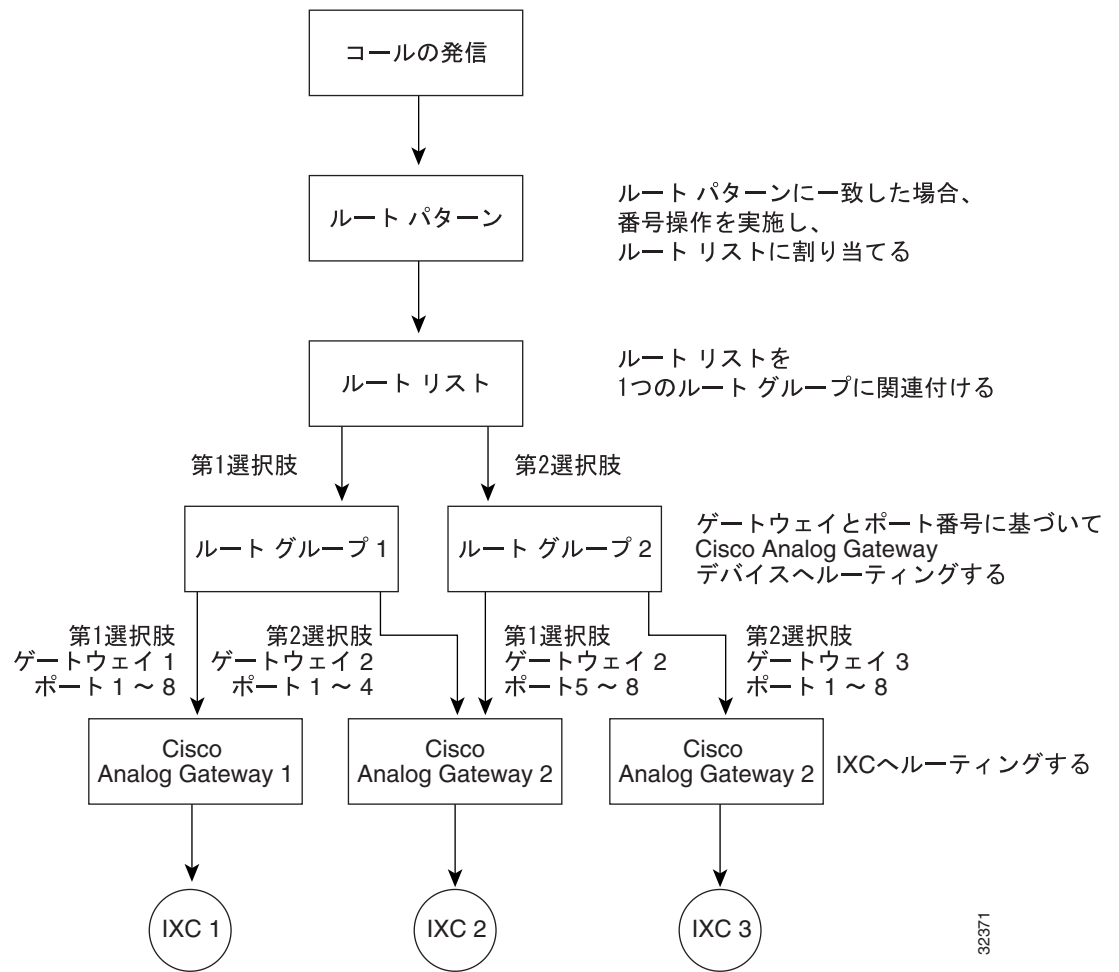 コールの発信
ルート パターン
ルート パターンに一致した場合、
番号操作を実施し、
ルート リストに割り当てる
ルート リスト
ルート リストを
1つのルート グループに関連付ける
第1選択肢
第2選択肢
ルート グループ 1
ルート グループ 2
ゲートウェイとポート番号に基づいて
Cisco Analog Gateway
デバイスへルーティングする
第1選択肢
ゲートウェイ 1
ポート 1 ～ 8
第2選択肢
ゲートウェイ 2
ポート 1 ～ 4
第1選択肢
ゲートウェイ 2
ポート5 ～ 8
第2選択肢
ゲートウェイ 3
ポート 1 ～ 8
Cisco
Analog Gateway 1
Cisco
Analog Gateway 2
Cisco
Analog Gateway 2
IXCへルーティングする
IXC 1
IXC 2
IXC 3
32371